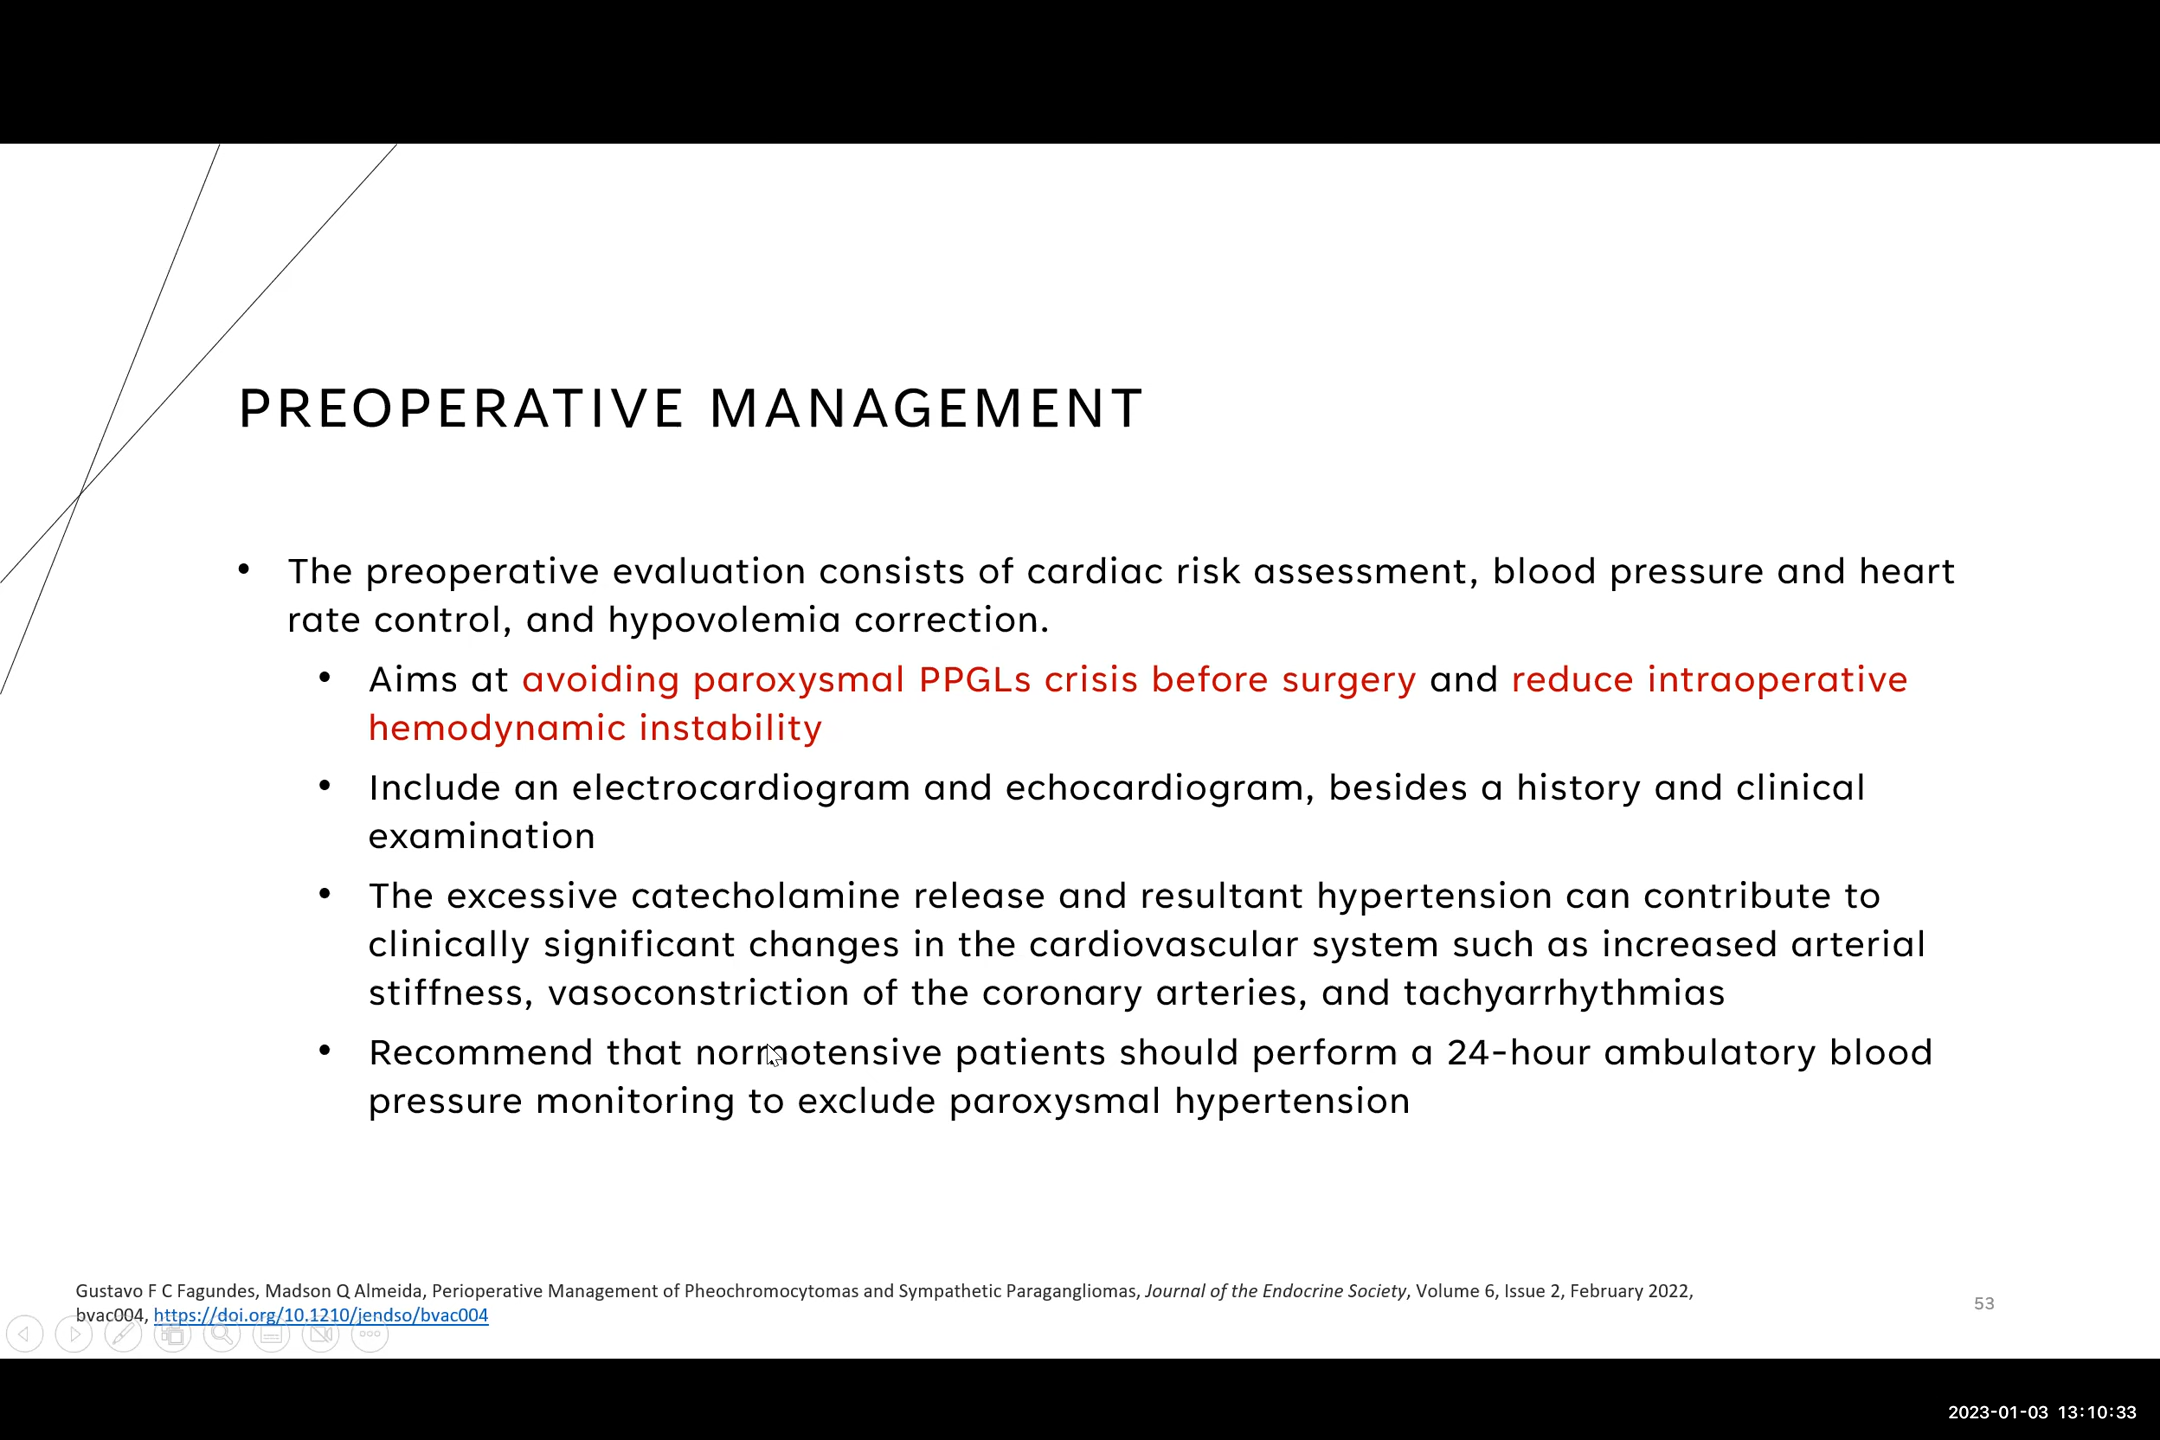 PREOPERATIVE MANAGEMENT
• The preoperative evaluation consists of cardiac risk assessment, blood pressure and heart
rate control, and hypovolemia correction.
• Aims at avoiding paroxysmal PPGLs crisis before surgery and reduce intraoperative
hemodynamic instability
• Include an electrocardiogram and echocardiogram, besides a history and clinical
examination
• The excessive catecholamine release and resultant hypertension can contribute to
clinically significant changes in the cardiovascular system such as increased arterial
stiffness, vasoconstriction of the coronary arteries, and tachyarrhythmias
• Recommend that normotensive patients should perform a 24-hour ambulatory blood
pressure monitoring to exclude paroxysmal hypertension
Gustavo F C Fagundes, Madson Q Almeida, Perioperative Management of Pheochromocytomas and Sympathetic Paragangliomas, Journal of the Endocrine Society, Volume 6, Issue 2, February 2022,
bvac004, https://doi.org/10.1210/jendso/bvac004
53
2023-01-03 13:10:33